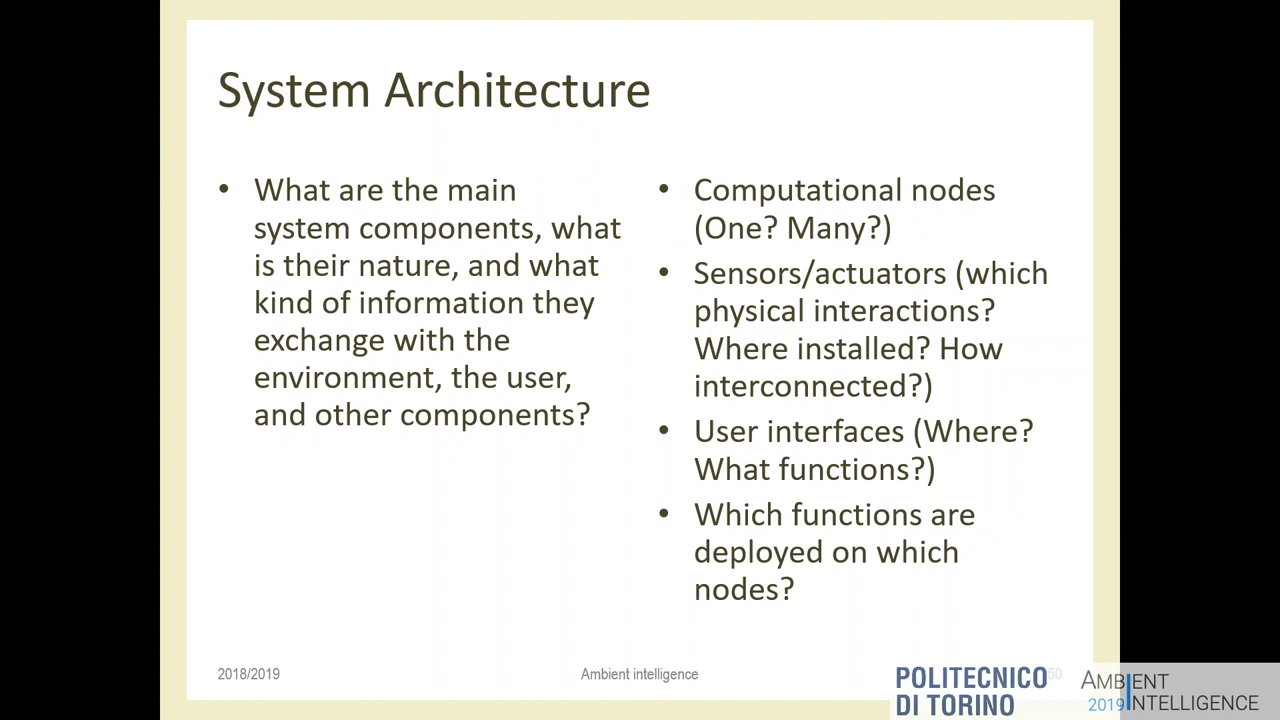 System Architecture
• What are the main
system components, what
is their nature, and what
kind of information they
exchange with the
environment, the user,
and other components?
• Computational nodes
(One? Many?)
• Sensors/actuators (which
physical interactions?
Where installed? How
interconnected?)
• User interfaces (Where?
What functions?)
• Which functions are
deployed on which
nodes?
2018/2019
Ambient intelligence
50
POLITECNICO
DI TORINO
AMBIENT
2019 INTELLIGENCE